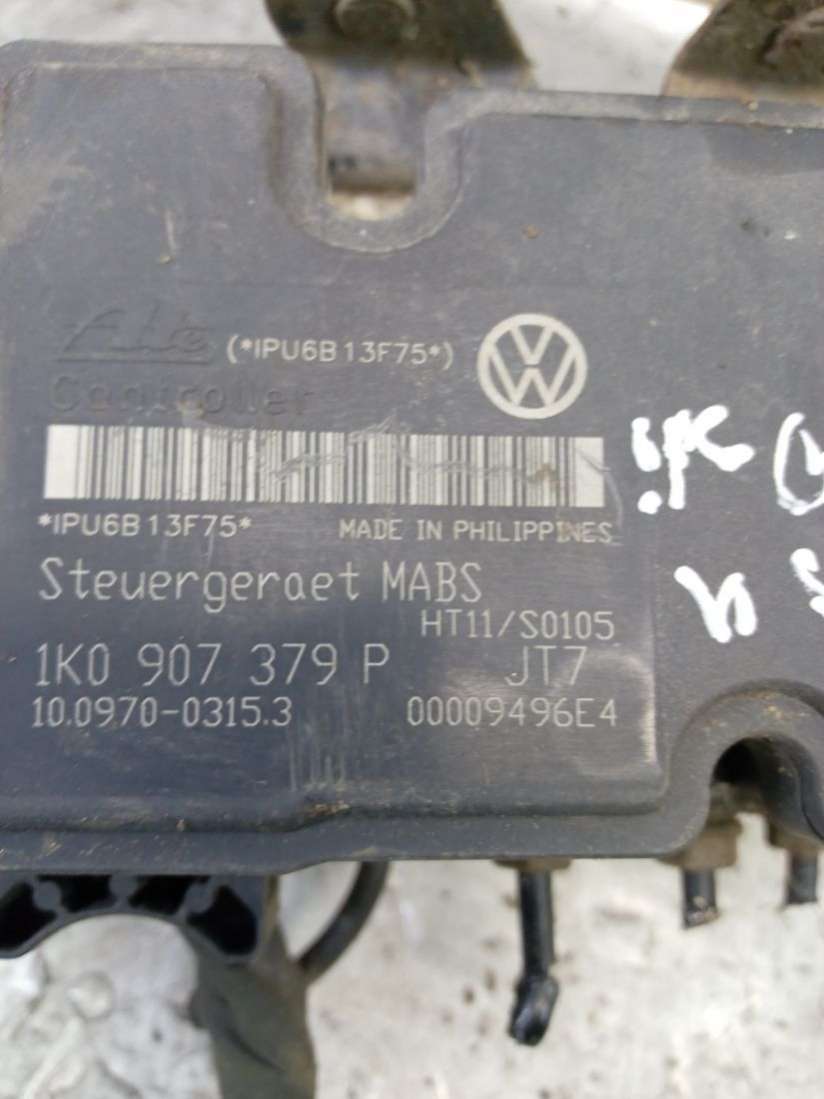 Ate (*IPU6B13F75*)
Controller
*IPU6B13F75* MADE IN PHILIPPINES
Steuergeraet MABS
HT11/S0105
1K0 907 379 P JT7
10.0970-0315.3 00009496E4